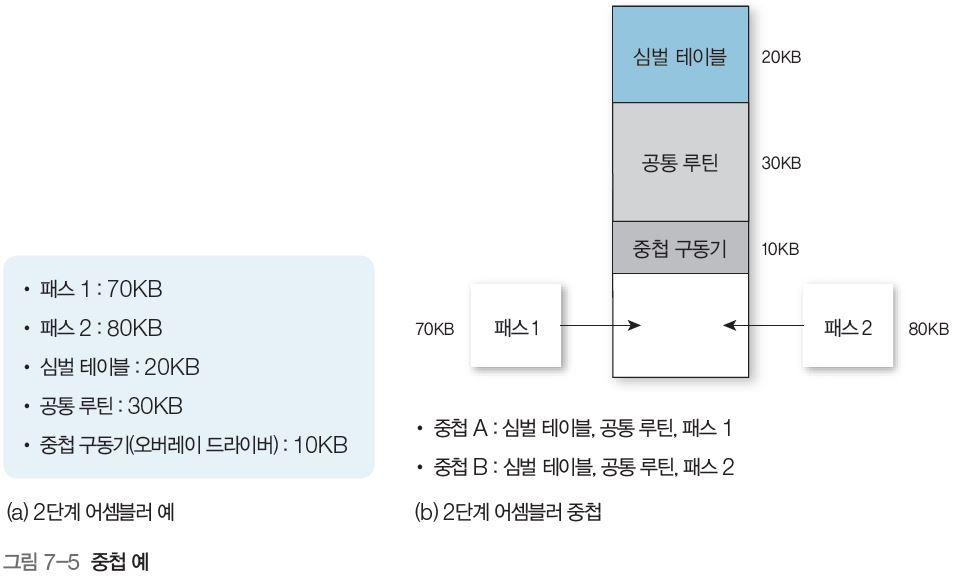 심벌 테이블 20KB
공통 루틴 30KB
중첩 구동기 10KB
70KB 패스 1 패스 2 80KB
• 패스 1 : 70KB
• 패스 2 : 80KB
• 심벌 테이블 : 20KB
• 공통 루틴 : 30KB
• 중첩 구동기(오버레이 드라이버) : 10KB
(a) 2단계 어셈블러 예
• 중첩 A : 심벌 테이블, 공통 루틴, 패스 1
• 중첩 B : 심벌 테이블, 공통 루틴, 패스 2
(b) 2단계 어셈블러 중첩
그림 7-5 중첩 예